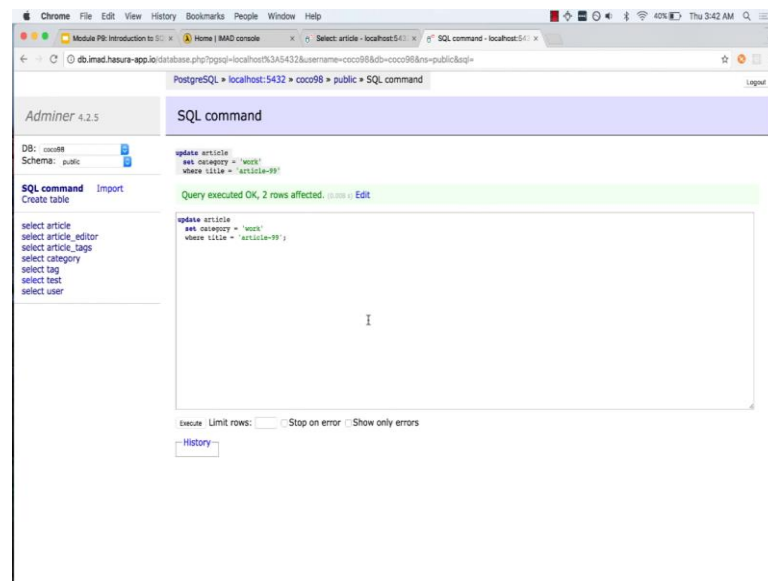 Chrome File Edit View History Bookmarks People Window Help 40% Thu 3:42 AM
Module P9: Introduction to SQ Home | IMAD console Select: article - localhost:543 SQL command - localhost:543
db.imad.hasura-app.io/database.php?pgsql=localhost%3A5432&username=coco98&db=coco98&ns=public&sql=
PostgreSQL » localhost:5432 » coco98 » public » SQL command
Logout
Adminer 4.2.5
SQL command
DB: coco98
Schema: public
SQL command Import
Create table
select article
select article_editor
select article_tags
select category
select tag
select test
select user
update article
set category = 'work'
where title = 'article-99'
Query executed OK, 2 rows affected. Edit
update article
set category = 'work'
where title = 'article-99';
Execute Limit rows: Stop on error Show only errors
History